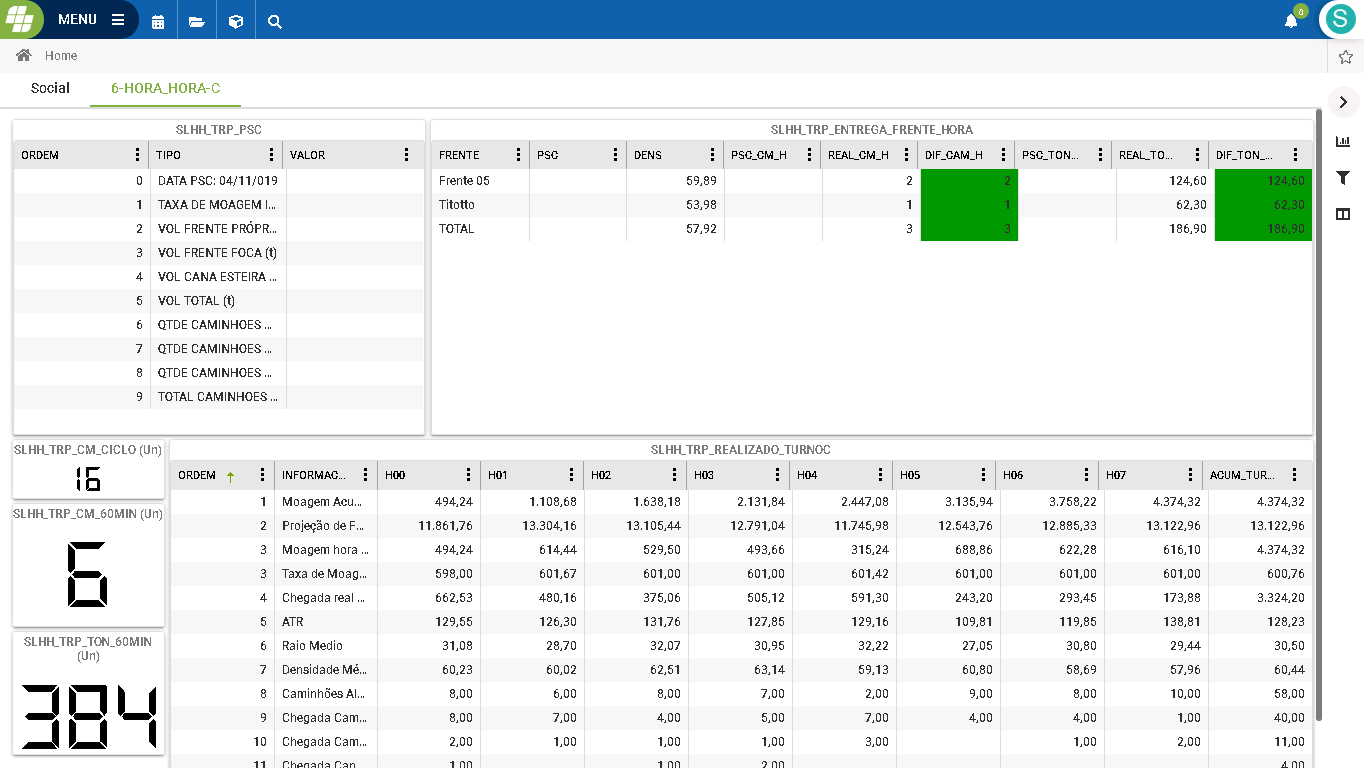 MENU
0
S
Home
Social 6-HORA_HORA-C
SLHH_TRP_PSC
ORDEM TIPO VALOR
0 DATA PSC: 04/11/019
1 TAXA DE MOAGEM I...
2 VOL FRENTE PRÓPR...
3 VOL FRENTE FOCA (t)
4 VOL CANA ESTEIRA ...
5 VOL TOTAL (t)
6 QTDE CAMINHOES ...
7 QTDE CAMINHOES ...
8 QTDE CAMINHOES ...
9 TOTAL CAMINHOES ...
SLHH_TRP_ENTREGA_FRENTE_HORA
FRENTE PSC DENS PSC_CM_H REAL_CM_H DIF_CAM_H PSC_TON... REAL_TO... DIF_TON_...
Frente 05 59,89 2 2 124,60 124,60
Titotto 53,98 1 1 62,30 62,30
TOTAL 57,92 3 3 186,90 186,90
SLHH_TRP_CM_CICLO (Un)
16
SLHH_TRP_CM_60MIN (Un)
6
SLHH_TRP_TON_60MIN
(Un)
384
SLHH_TRP_REALIZADO_TURNOC
ORDEM INFORMAC... H00 H01 H02 H03 H04 H05 H06 H07 ACUM_TUR...
1 Moagem Acu... 494,24 1.108,68 1.638,18 2.131,84 2.447,08 3.135,94 3.758,22 4.374,32 4.374,32
2 Projeção de F... 11.861,76 13.304,16 13.105,44 12.791,04 11.745,98 12.543,76 12.885,33 13.122,96 13.122,96
3 Moagem hora ... 494,24 614,44 529,50 493,66 315,24 688,86 622,28 616,10 4.374,32
3 Taxa de Moag... 598,00 601,67 601,00 601,00 601,42 601,00 601,00 601,00 600,76
4 Chegada real ... 662,53 480,16 375,06 505,12 591,30 243,20 293,45 173,88 3.324,20
5 ATR 129,55 126,30 131,76 127,85 129,16 109,81 119,85 138,81 128,23
6 Raio Medio 31,08 28,70 32,07 30,95 32,22 27,05 30,80 29,44 30,50
7 Densidade Mé... 60,23 60,02 62,51 63,14 59,13 60,80 58,69 57,96 60,44
8 Caminhões Al... 8,00 6,00 8,00 7,00 2,00 9,00 8,00 10,00 58,00
9 Chegada Cam... 8,00 7,00 4,00 5,00 7,00 4,00 4,00 1,00 40,00
10 Chegada Cam... 2,00 1,00 1,00 1,00 3,00 1,00 2,00 11,00
11 Chegada Can... 1,00 1,00 2,00 4,00